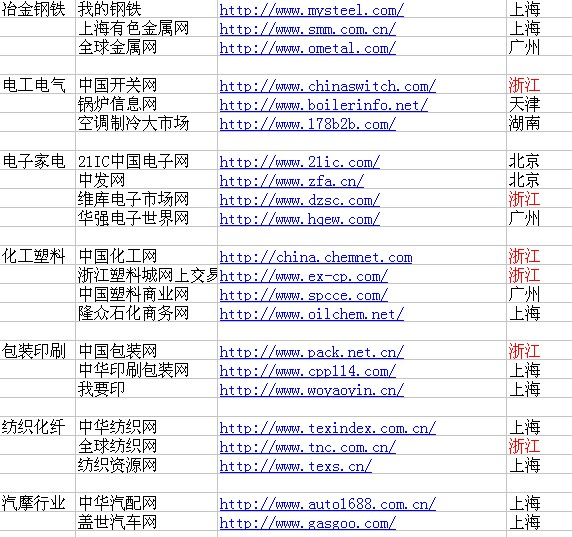 冶金钢铁 我的钢铁 http://www.mysteel.com/ 上海
上海有色金属网 http://www.smm.com.cn/ 上海
全球金属网 http://www.ometal.com/ 广州
电工电气 中国开关网 http://www.chinaswitch.com/ 浙江
锅炉信息网 http://www.boilerinfo.net/ 天津
空调制冷大市场 http://www.178b2b.com/ 湖南
电子家电 21IC中国电子网 http://www.21ic.com/ 北京
中发网 http://www.zfa.cn/ 北京
维库电子市场网 http://www.dzsc.com/ 浙江
华强电子世界网 http://www.hqew.com/ 广州
化工塑料 中国化工网 http://china.chemnet.com 浙江
浙江塑料城网上交易 http://www.ex-cp.com/ 浙江
中国塑料商业网 http://www.spcce.com/ 广州
隆众石化商务网 http://www.oilchem.net/ 上海
包装印刷 中国包装网 http://www.pack.net.cn/ 浙江
中华印刷包装网 http://www.cpp114.com/ 上海
我要印 http://www.woyaoyin.cn/ 上海
纺织化纤 中华纺织网 http://www.texindex.com.cn/ 上海
全球纺织网 http://www.tnc.com.cn/ 浙江
纺织资源网 http://www.texs.cn/ 上海
汽摩行业 中华汽配网 http://www.auto1688.com.cn/ 上海
盖世汽车网 http://www.gasgoo.com/ 上海